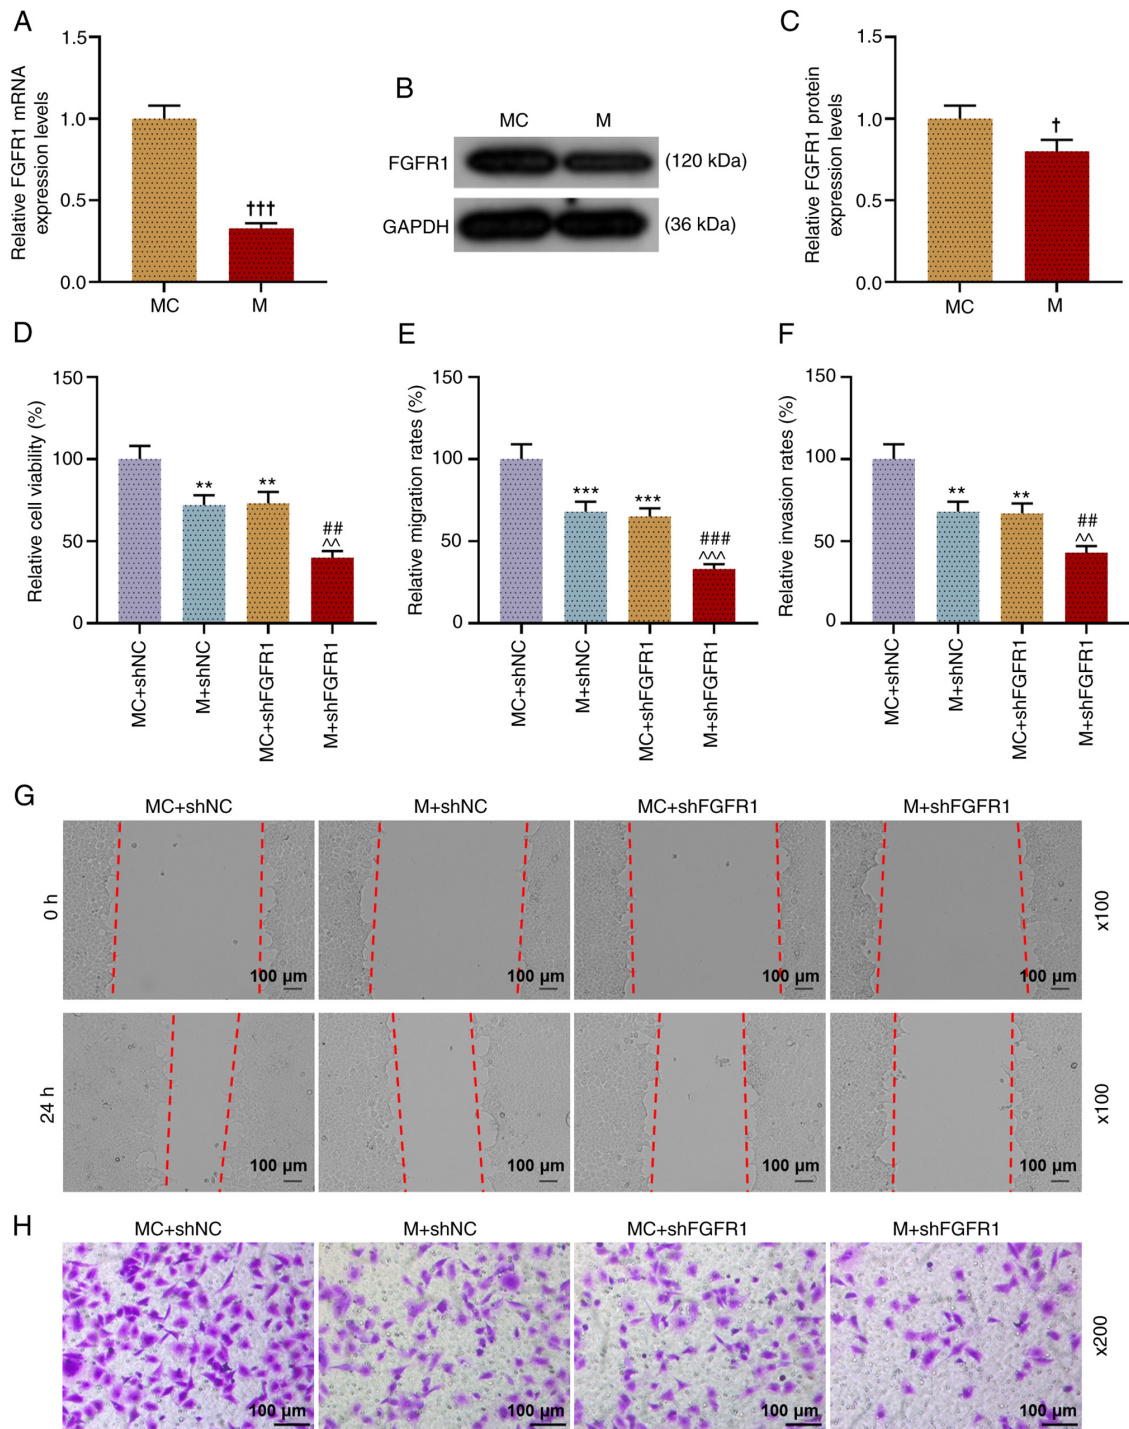 A
Relative FGFR1 mRNA
expression levels
1.5
1.0
0.5
0.0
†††
MC
M
B
MC
M
FGFR1
(120 kDa)
GAPDH
(36 kDa)
C
Relative FGFR1 protein
expression levels
1.5
1.0
0.5
0.0
†
MC
M
D
Relative cell viability (%)
150
100
50
0
**
**
##
^^
MC+shNC
M+shNC
MC+shFGFR1
M+shFGFR1
E
Relative migration rates (%)
150
100
50
0
***
***
###
^^^
MC+shNC
M+shNC
MC+shFGFR1
M+shFGFR1
F
Relative invasion rates (%)
150
100
50
0
**
**
##
^^
MC+shNC
M+shNC
MC+shFGFR1
M+shFGFR1
G
MC+shNC
M+shNC
MC+shFGFR1
M+shFGFR1
0 h
100 µm
100 µm
100 µm
100 µm
x100
24 h
100 µm
100 µm
100 µm
100 µm
x100
H
MC+shNC
M+shNC
MC+shFGFR1
M+shFGFR1
100 µm
100 µm
100 µm
100 µm
x200